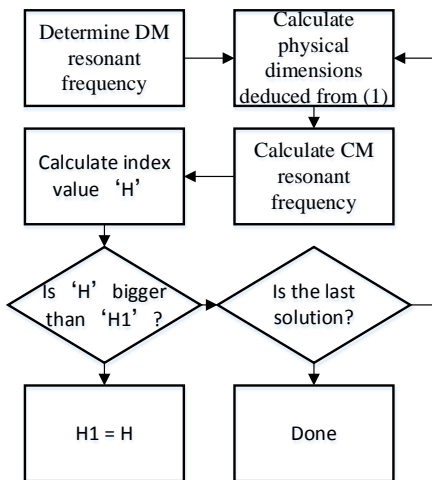 Determine DM
resonant
frequency
Calculate
physical
dimensions
deduced from (1)
Calculate index
value ‘H’
Calculate CM
resonant
frequency
Is ‘H’ bigger
than ‘H1’ ?
Is the last
solution?
H1 = H
Done